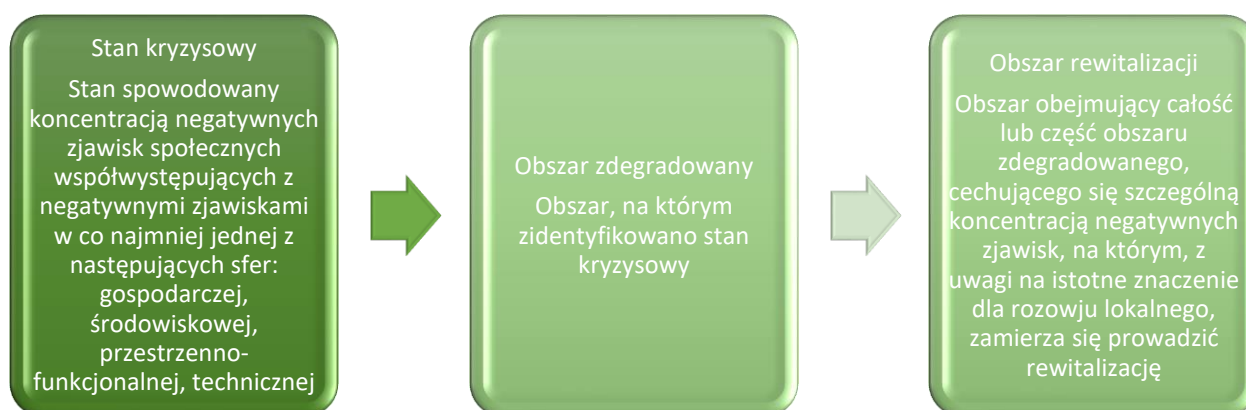 Stan kryzysowy
Stan spowodowany
koncentracją negatywnych
zjawisk społecznych
współwystępujących z
negatywnymi zjawiskami
w co najmniej jednej z
następujących sfer:
gospodarczej,
środowiskowej,
przestrzenno-
funkcjonalnej, technicznej
Obszar zdegradowany
Obszar, na którym
zidentyfikowano stan
kryzysowy
Obszar rewitalizacji
Obszar obejmujący całość
lub część obszaru
zdegradowanego,
cechującego się szczególną
koncentracją negatywnych
zjawisk, na którym, z
uwagi na istotne znaczenie
dla rozowju lokalnego,
zamierza się prowadzić
rewitalizację